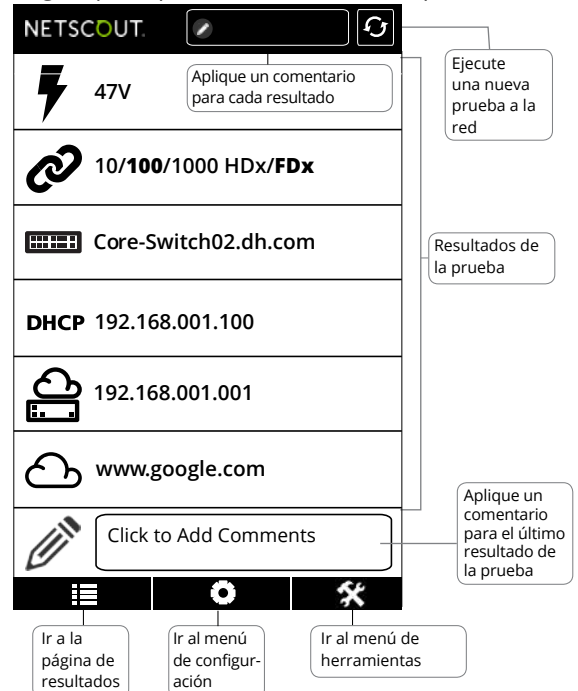 NETSCOUT.
Aplique un comentario
para cada resultado
Ejecute
una nueva
prueba a la
red
47V
10/100/1000 HDx/FDx
Core-Switch02.dh.com
Resultados de
la prueba
DHCP 192.168.001.100
192.168.001.001
www.google.com
Click to Add Comments
Aplique un
comentario
para el último
resultado de
la prueba
Ir a la
página de
resultados
Ir al menú
de configur-
ación
Ir al menú de
herramientas